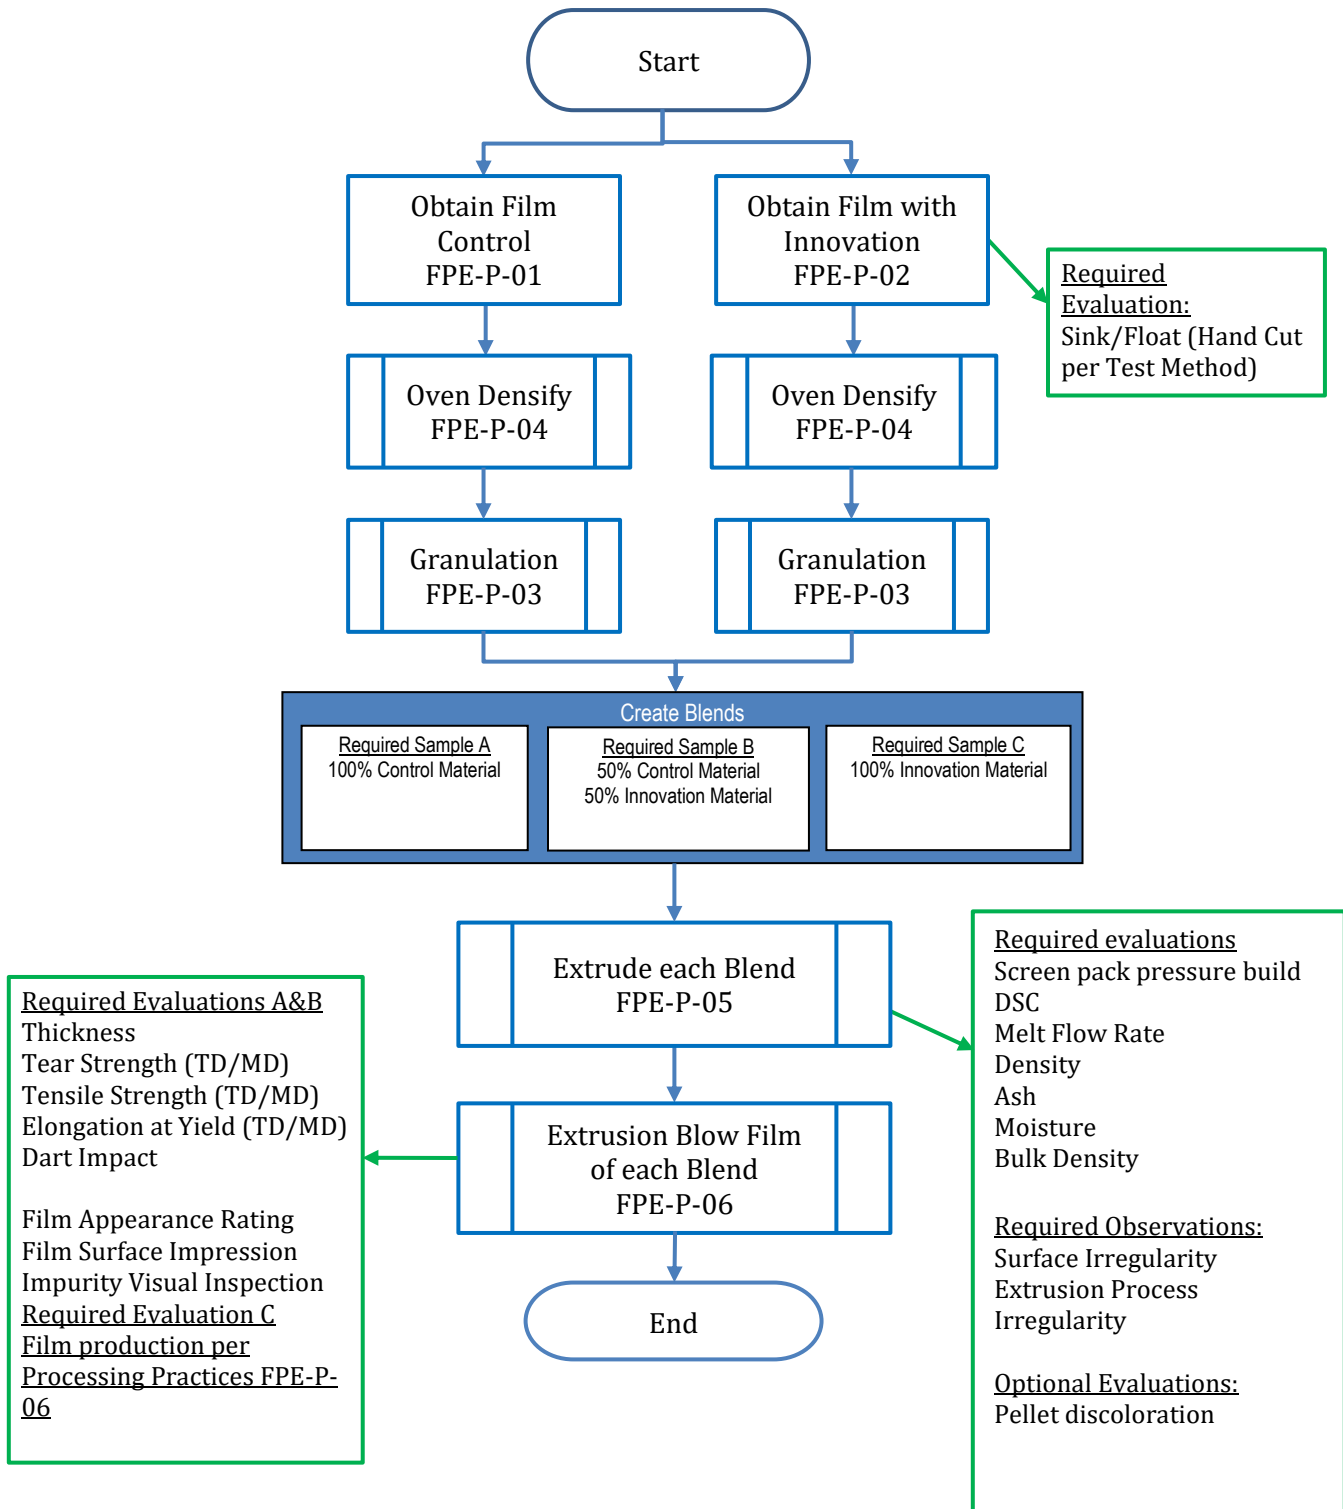 Start
Obtain Film
Control
FPE-P-01
Obtain Film with
Innovation
FPE-P-02
Required
Evaluation:
Sink/Float (Hand Cut
per Test Method)
Oven Densify
FPE-P-04
Oven Densify
FPE-P-04
Granulation
FPE-P-03
Granulation
FPE-P-03
Create Blends
Required Sample A
100% Control Material
Required Sample B
50% Control Material
50% Innovation Material
Required Sample C
100% Innovation Material
Extrude each Blend
FPE-P-05
Required evaluations
Screen pack pressure build
DSC
Melt Flow Rate
Density
Ash
Moisture
Bulk Density
Required Observations:
Surface Irregularity
Extrusion Process
Irregularity
Optional Evaluations:
Pellet discoloration
Required Evaluations A&B
Thickness
Tear Strength (TD/MD)
Tensile Strength (TD/MD)
Elongation at Yield (TD/MD)
Dart Impact
Film Appearance Rating
Film Surface Impression
Impurity Visual Inspection
Required Evaluation C
Film production per
Processing Practices FPE-P-
06
Extrusion Blow Film
of each Blend
FPE-P-06
End